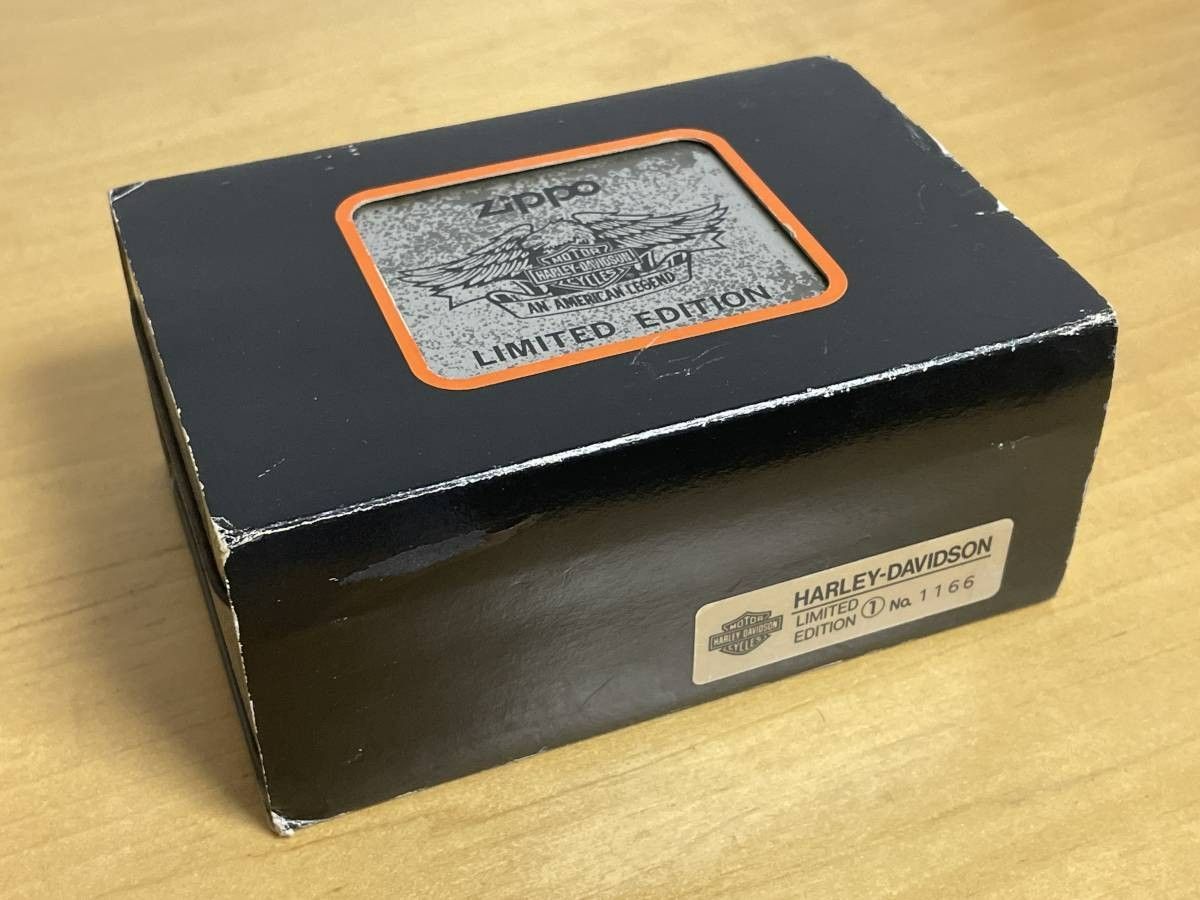 zippo
MOTOR
HARLEY-DAVIDSON
CYCLES
AN AMERICAN LEGEND
LIMITED EDITION
MOTOR
HARLEY DAVIDSON
CYCLES
HARLEY-DAVIDSON
LIMITED
EDITION ① No. 1166